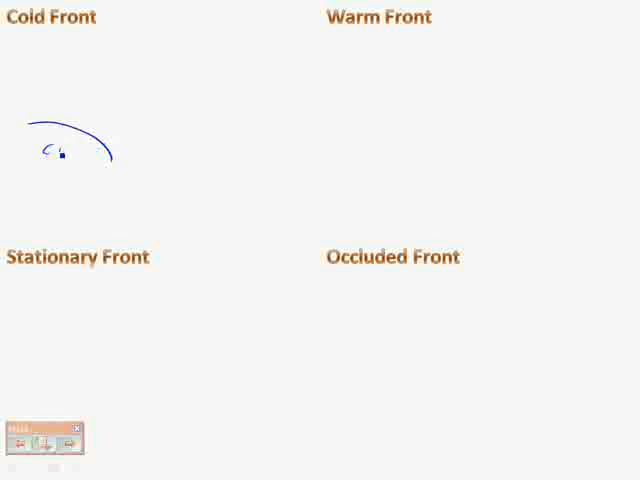 Cold Front
Warm Front
Stationary Front
Occluded Front